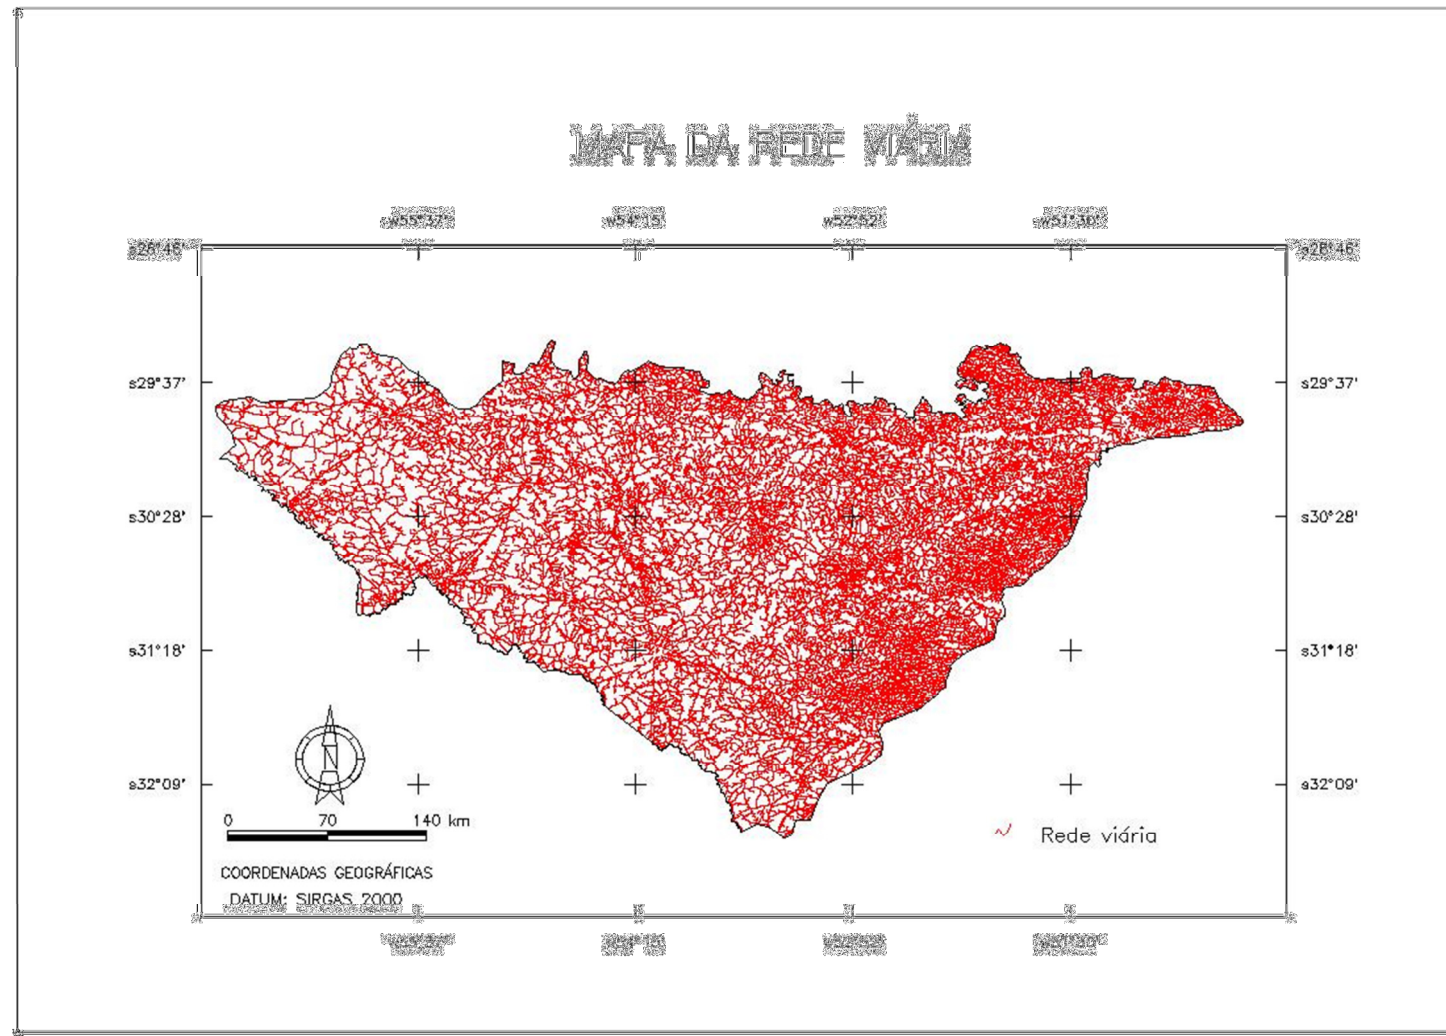 MAPA DA REDE VIÁRIA
w55°37' w54°15' w52°52' w51°30'
s28°46' s28°46'
s29°37' s29°37'
s30°28' s30°28'
s31°18' s31°18'
s32°09' s32°09'
N
0 70 140 km
Rede viária
COORDENADAS GEOGRÁFICAS
DATUM: SIRGAS 2000